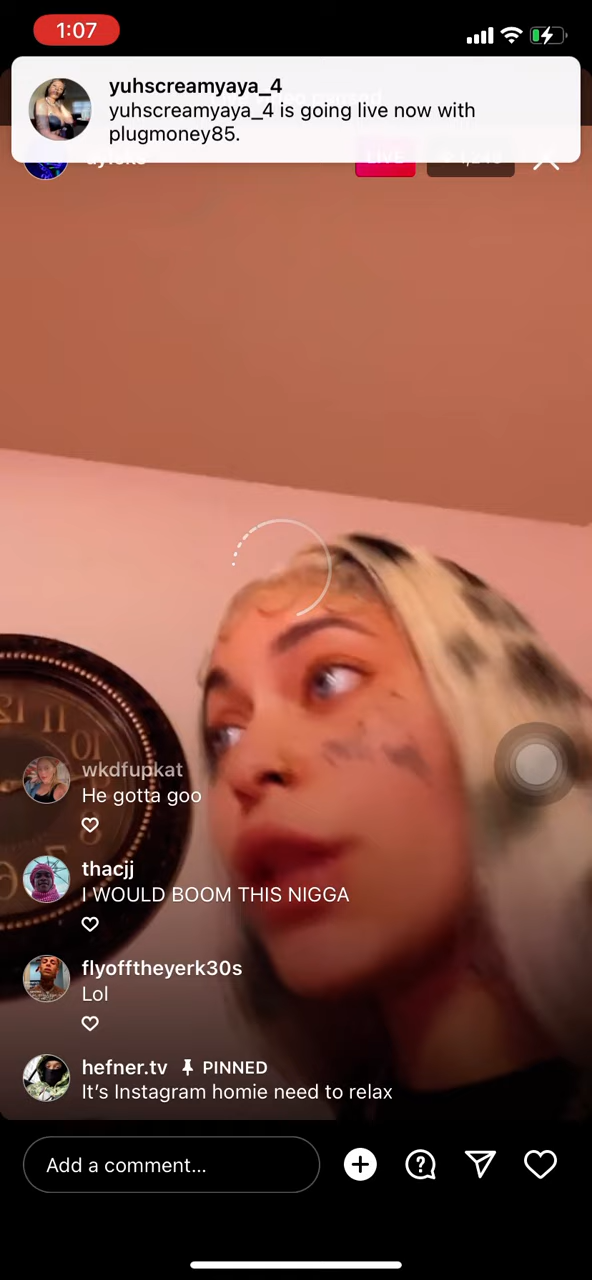 1:07
yuhscreamyaya_4
yuhscreamyaya_4 is going live now with
plugmoney85.
LIVE
wkdfupkat
He gotta goo
thacjj
I WOULD BOOM THIS NIGGA
flyofftheyerk30s
Lol
hefner.tv PINNED
It's Instagram homie need to relax
Add a comment...